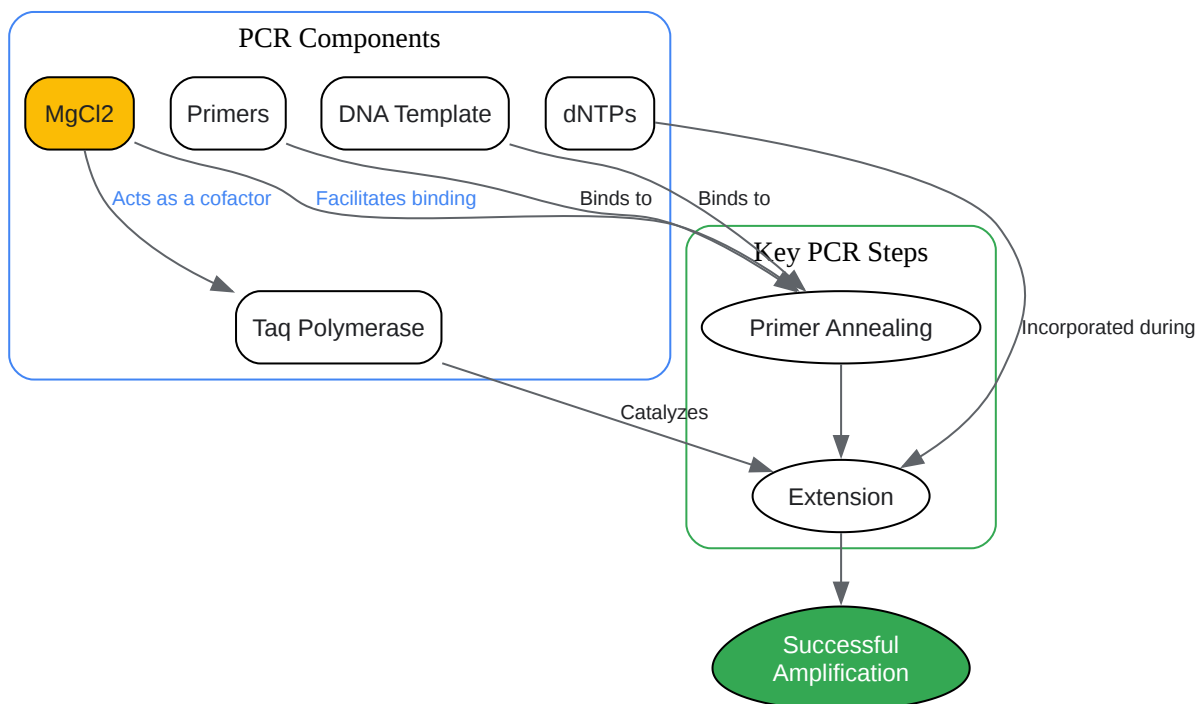 PCR Components
MgCl2
Primers
DNA Template
dNTPs
Acts as a cofactor
Facilitates binding
Binds to
Binds to
Key PCR Steps
Taq Polymerase
Primer Annealing
Incorporated during
Catalyzes
Extension
Successful
Amplification